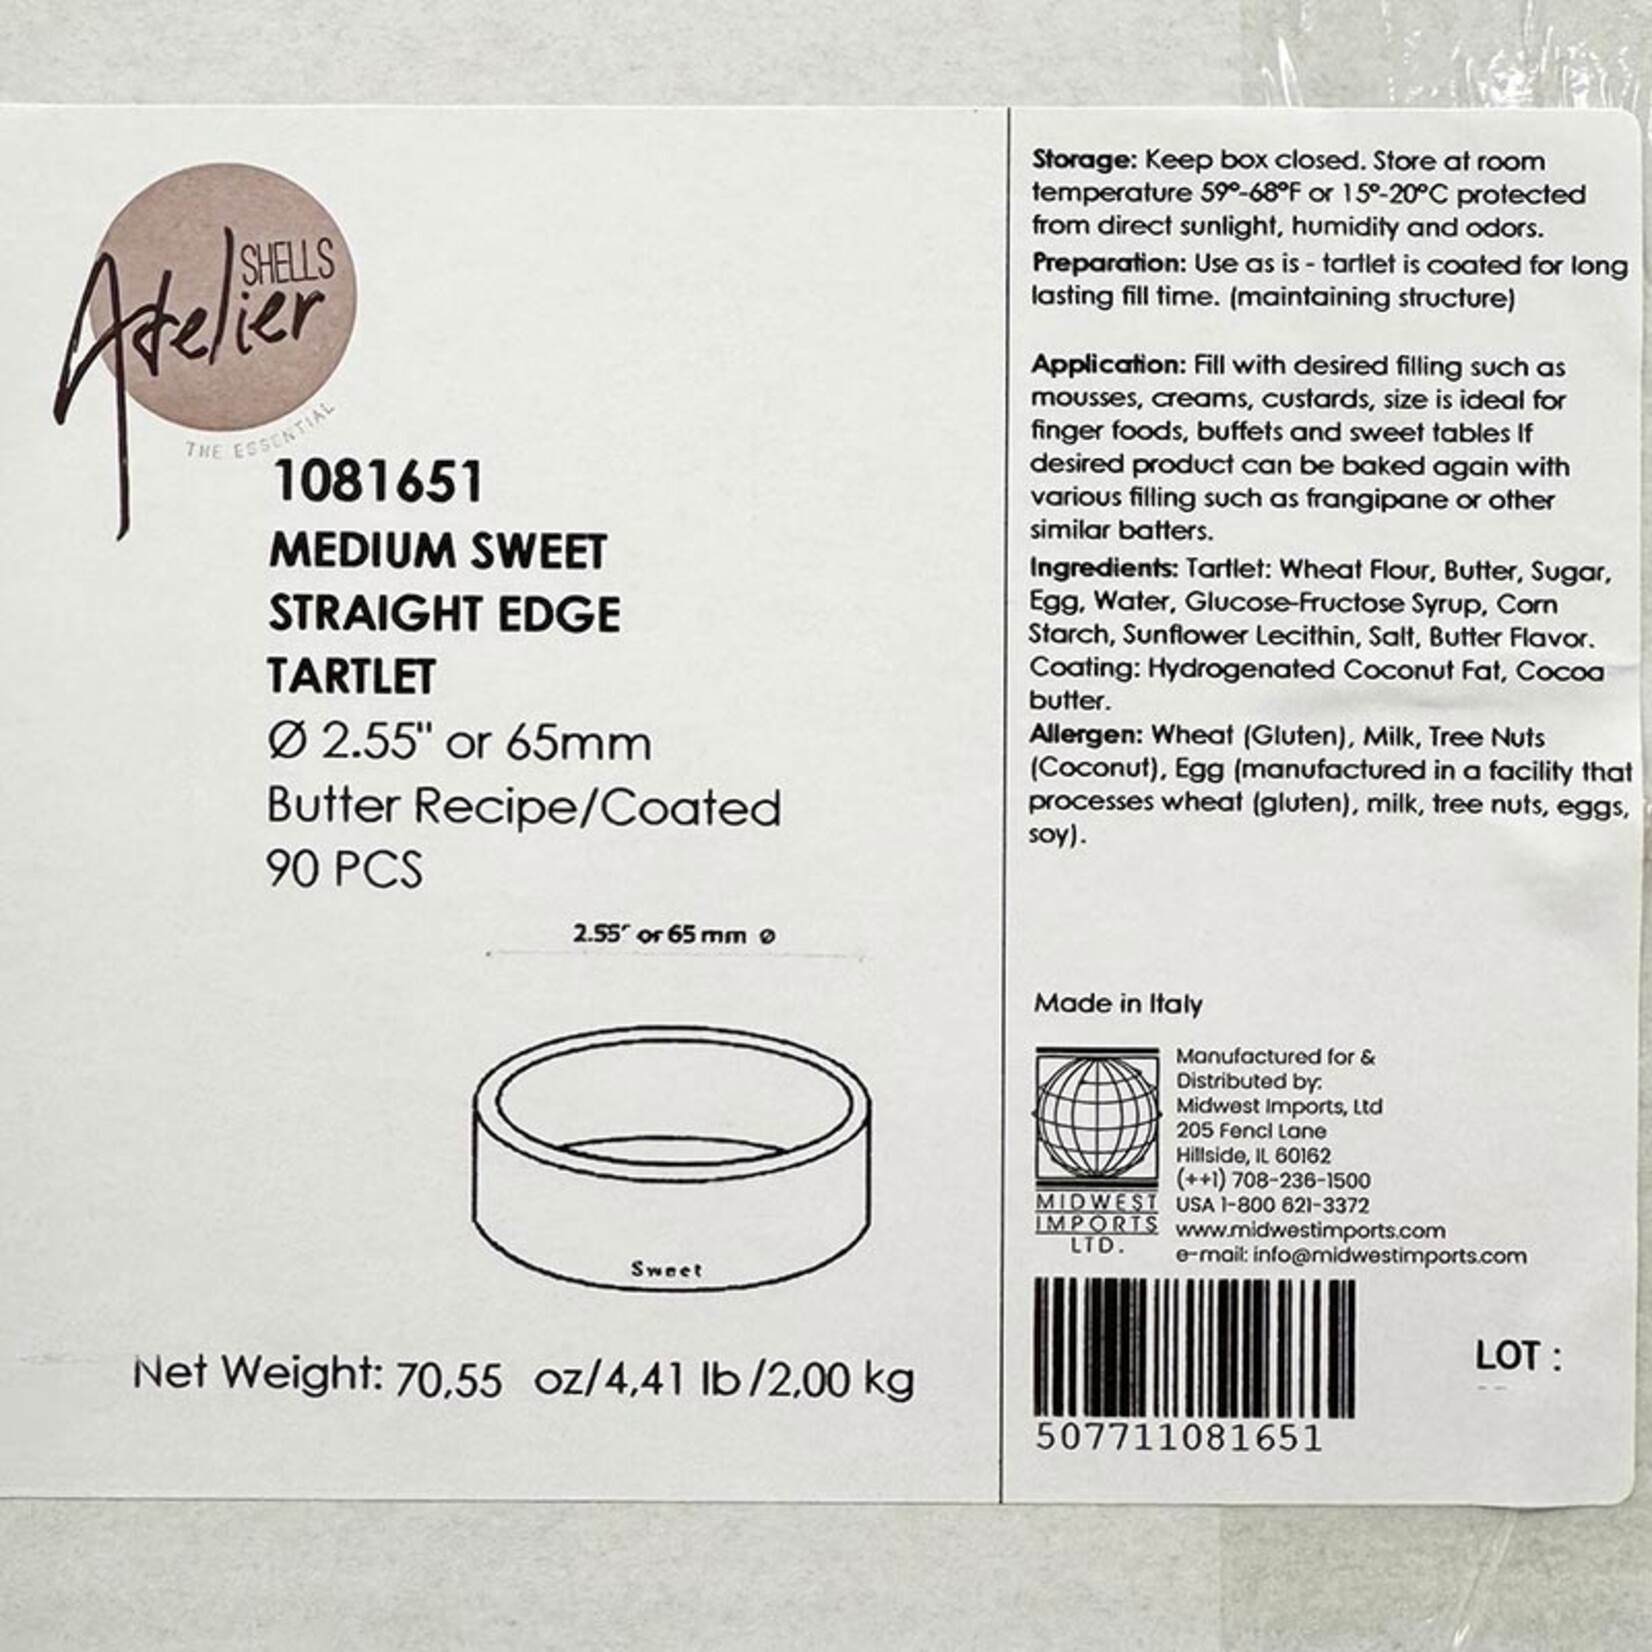 SHELLS
Atelier
THE ESSENTIAL
1081651
MEDIUM SWEET
STRAIGHT EDGE
TARTLET
Ø 2.55" or 65mm
Butter Recipe/Coated
90 PCS
2.55" or 65 mm ø
Sweet
Net Weight: 70,55 oz/4,41 lb/2,00 kg
Storage: Keep box closed. Store at room
temperature 59º-68ºF or 15º-20ºC protected
from direct sunlight, humidity and odors.
Preparation: Use as is - tartlet is coated for long
lasting fill time. (maintaining structure)
Application: Fill with desired filling such as
mousses, creams, custards, size is ideal for
finger foods, buffets and sweet tables If
desired product can be baked again with
various filling such as frangipane or other
similar batters.
Ingredients: Tartlet: Wheat Flour, Butter, Sugar,
Egg, Water, Glucose-Fructose Syrup, Corn
Starch, Sunflower Lecithin, Salt, Butter Flavor.
Coating: Hydrogenated Coconut Fat, Cocoa
butter.
Allergen: Wheat (Gluten), Milk, Tree Nuts
(Coconut), Egg (manufactured in a facility that
processes wheat (gluten), milk, tree nuts, eggs,
soy).
Made in Italy
MIDWEST
IMPORTS
LTD.
Manufactured for &
Distributed by:
Midwest Imports, Ltd
205 Fencl Lane
Hillside, IL 60162
(++1) 708-236-1500
USA 1-800 621-3372
www.midwestimports.com
e-mail: info@midwestimports.com
507711081651
LOT :